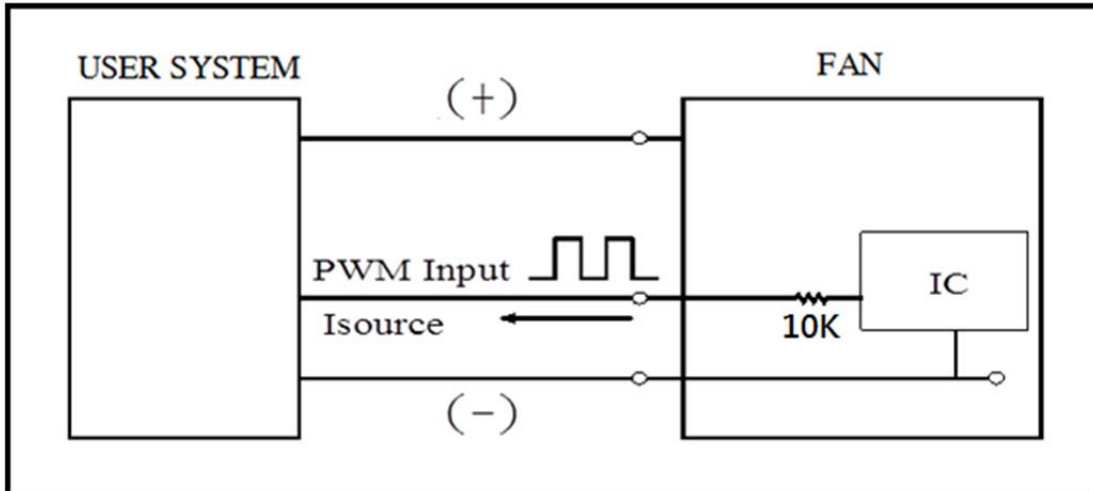 USER SYSTEM
FAN
(+)
PWM Input
IC
Isource
10K
(-)